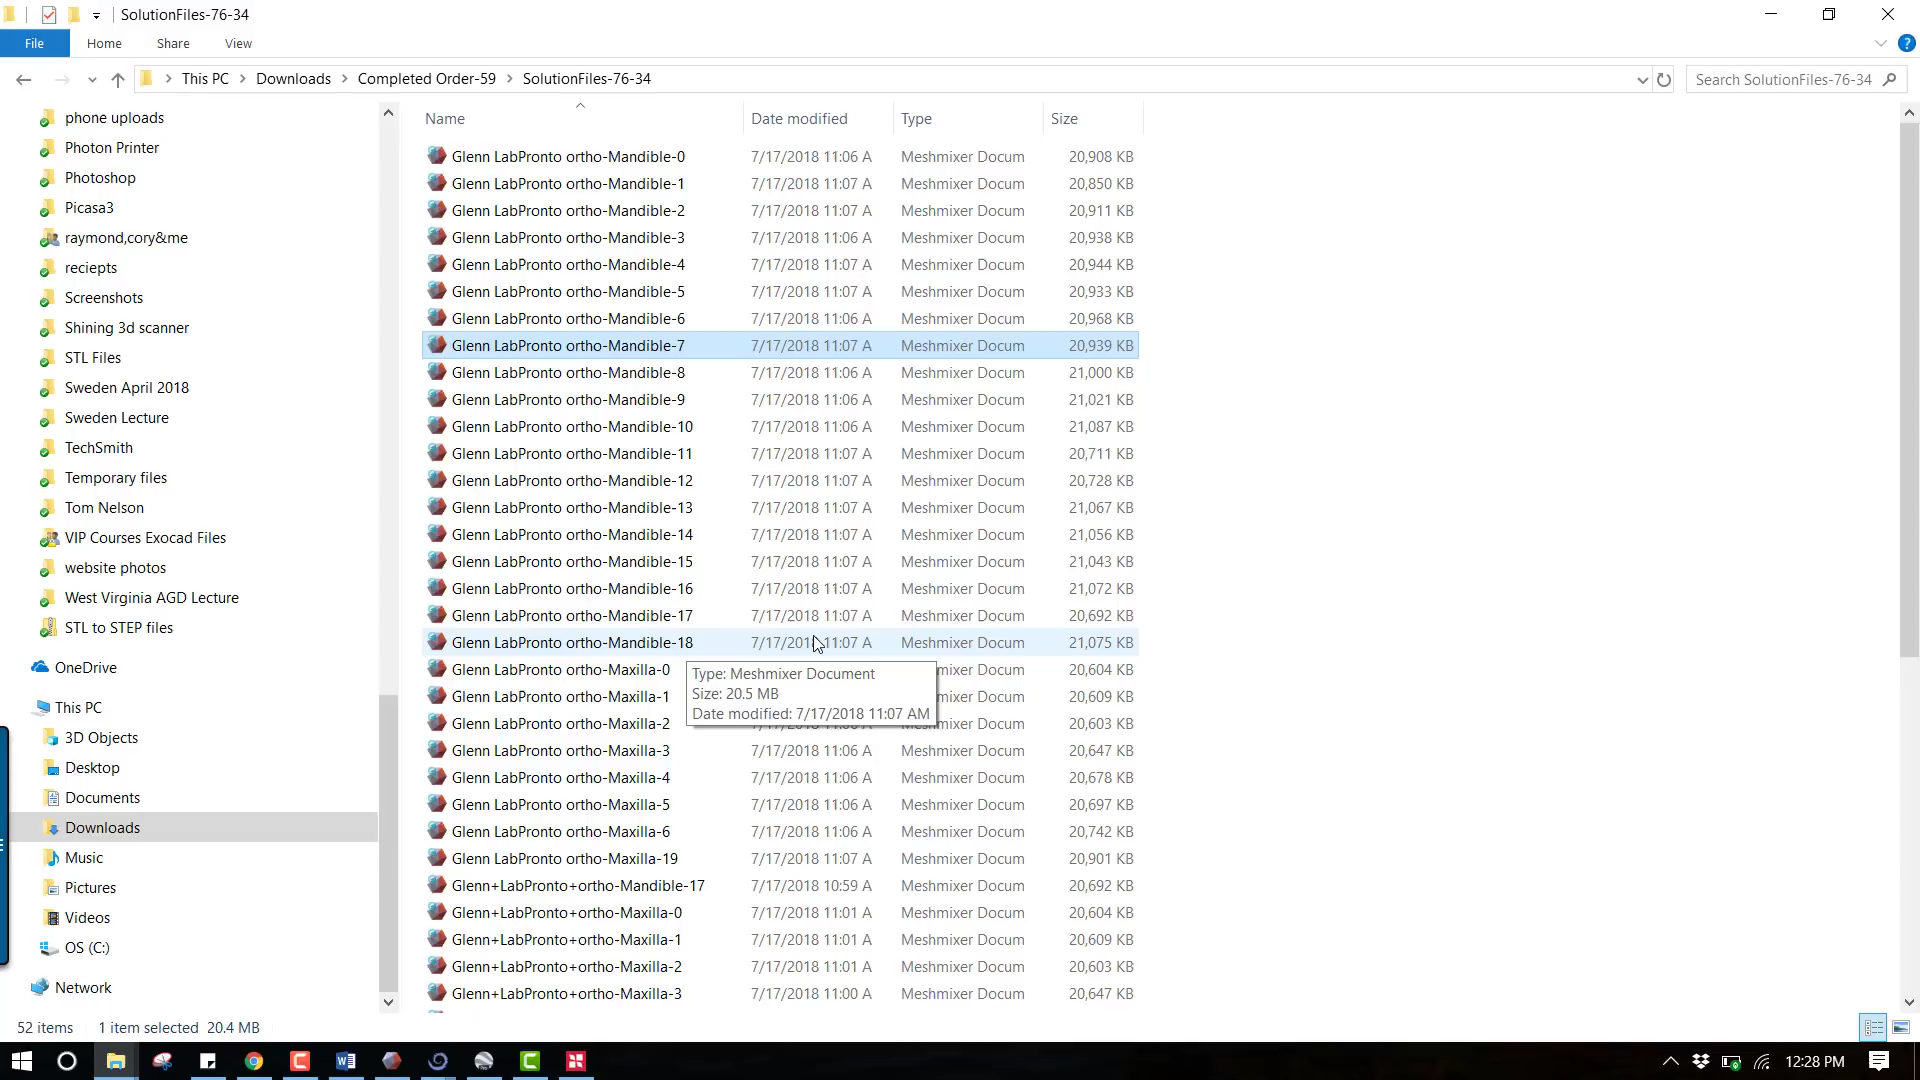 SolutionFiles-76-34
File Home Share View
This PC Downloads Completed Order-59 SolutionFiles-76-34
Search SolutionFiles-76-34
phone uploads
Photon Printer
Photoshop
Picasa3
raymond,cory&me
reciepts
Screenshots
Shining 3d scanner
STL Files
Sweden April 2018
Sweden Lecture
TechSmith
Temporary files
Tom Nelson
VIP Courses Exocad Files
website photos
West Virginia AGD Lecture
STL to STEP files
OneDrive
This PC
3D Objects
Desktop
Documents
Downloads
Music
Pictures
Videos
OS (C:)
Network
Name Date modified Type Size
Glenn LabPronto ortho-Mandible-0 7/17/2018 11:06 A Meshmixer Docum 20,908 KB
Glenn LabPronto ortho-Mandible-1 7/17/2018 11:07 A Meshmixer Docum 20,850 KB
Glenn LabPronto ortho-Mandible-2 7/17/2018 11:07 A Meshmixer Docum 20,911 KB
Glenn LabPronto ortho-Mandible-3 7/17/2018 11:06 A Meshmixer Docum 20,938 KB
Glenn LabPronto ortho-Mandible-4 7/17/2018 11:07 A Meshmixer Docum 20,944 KB
Glenn LabPronto ortho-Mandible-5 7/17/2018 11:07 A Meshmixer Docum 20,933 KB
Glenn LabPronto ortho-Mandible-6 7/17/2018 11:06 A Meshmixer Docum 20,968 KB
Glenn LabPronto ortho-Mandible-7 7/17/2018 11:07 A Meshmixer Docum 20,939 KB
Glenn LabPronto ortho-Mandible-8 7/17/2018 11:06 A Meshmixer Docum 21,000 KB
Glenn LabPronto ortho-Mandible-9 7/17/2018 11:06 A Meshmixer Docum 21,021 KB
Glenn LabPronto ortho-Mandible-10 7/17/2018 11:06 A Meshmixer Docum 21,087 KB
Glenn LabPronto ortho-Mandible-11 7/17/2018 11:07 A Meshmixer Docum 20,711 KB
Glenn LabPronto ortho-Mandible-12 7/17/2018 11:07 A Meshmixer Docum 20,728 KB
Glenn LabPronto ortho-Mandible-13 7/17/2018 11:07 A Meshmixer Docum 21,067 KB
Glenn LabPronto ortho-Mandible-14 7/17/2018 11:07 A Meshmixer Docum 21,056 KB
Glenn LabPronto ortho-Mandible-15 7/17/2018 11:07 A Meshmixer Docum 21,043 KB
Glenn LabPronto ortho-Mandible-16 7/17/2018 11:07 A Meshmixer Docum 21,072 KB
Glenn LabPronto ortho-Mandible-17 7/17/2018 11:07 A Meshmixer Docum 20,692 KB
Glenn LabPronto ortho-Mandible-18 7/17/2018 11:07 A Meshmixer Docum 21,075 KB
Glenn LabPronto ortho-Maxilla-0 20,604 KB
Glenn LabPronto ortho-Maxilla-1 20,609 KB
Glenn LabPronto ortho-Maxilla-2 Meshmixer Docum 20,603 KB
Type: Meshmixer Document
Size: 20.5 MB
Date modified: 7/17/2018 11:07 AM
Glenn LabPronto ortho-Maxilla-3 7/17/2018 11:06 A Meshmixer Docum 20,647 KB
Glenn LabPronto ortho-Maxilla-4 7/17/2018 11:06 A Meshmixer Docum 20,678 KB
Glenn LabPronto ortho-Maxilla-5 7/17/2018 11:06 A Meshmixer Docum 20,697 KB
Glenn LabPronto ortho-Maxilla-6 7/17/2018 11:06 A Meshmixer Docum 20,742 KB
Glenn LabPronto ortho-Maxilla-19 7/17/2018 11:07 A Meshmixer Docum 20,901 KB
Glenn+LabPronto+ortho-Mandible-17 7/17/2018 10:59 A Meshmixer Docum 20,692 KB
Glenn+LabPronto+ortho-Maxilla-0 7/17/2018 11:01 A Meshmixer Docum 20,604 KB
Glenn+LabPronto+ortho-Maxilla-1 7/17/2018 11:01 A Meshmixer Docum 20,609 KB
Glenn+LabPronto+ortho-Maxilla-2 7/17/2018 11:01 A Meshmixer Docum 20,603 KB
Glenn+LabPronto+ortho-Maxilla-3 7/17/2018 11:00 A Meshmixer Docum 20,647 KB
52 items 1 item selected 20.4 MB
12:28 PM